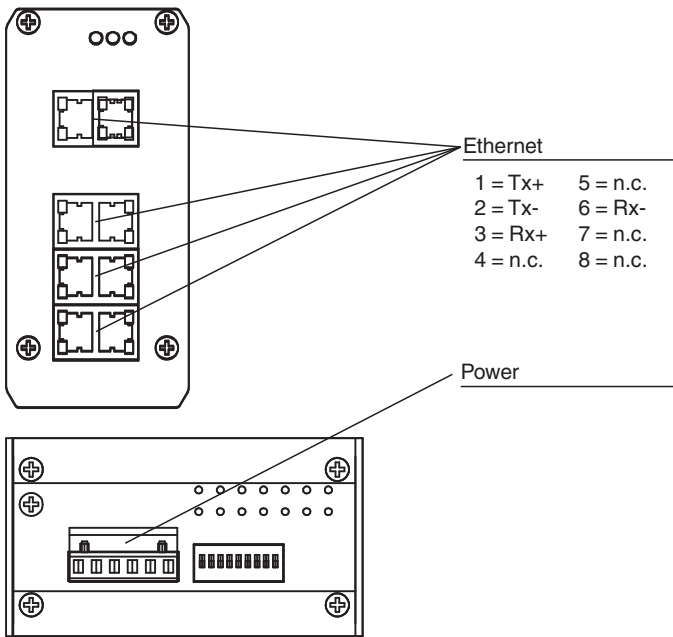 Ethernet
1 = Tx+ 5 = n.c.
2 = Tx- 6 = Rx-
3 = Rx+ 7 = n.c.
4 = n.c. 8 = n.c.
Power